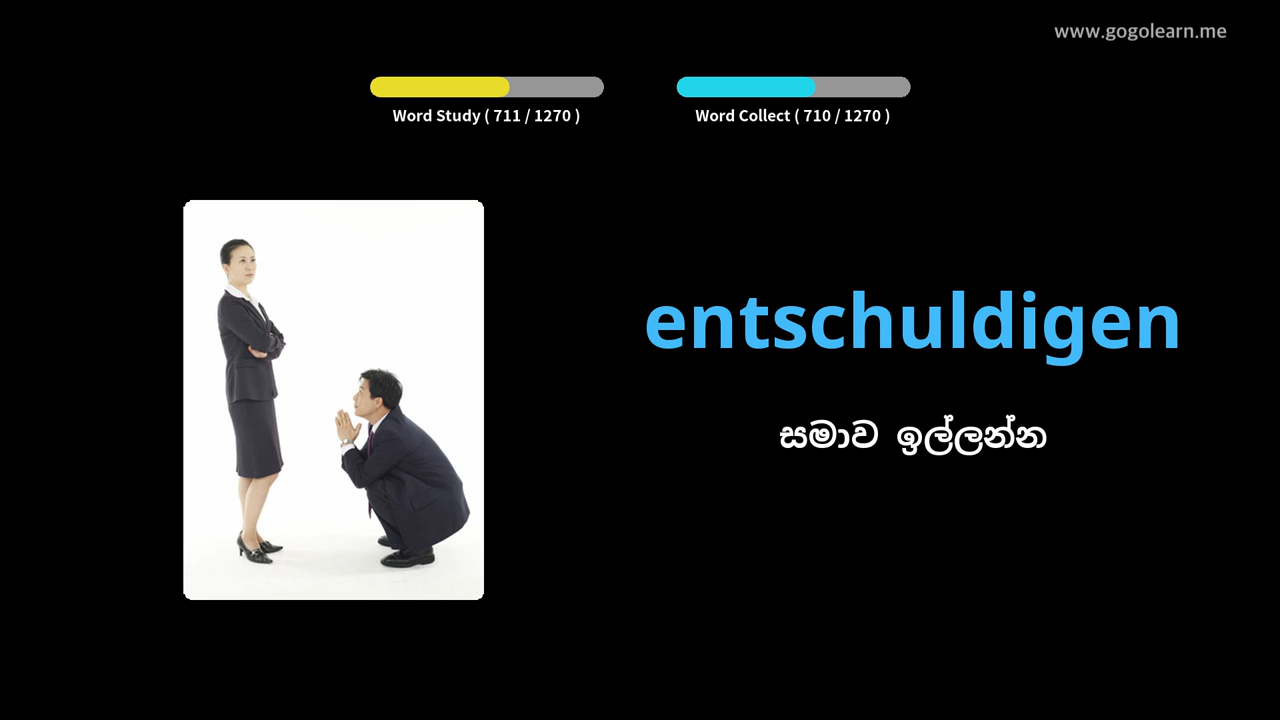 www.gogolearn.me
Word Study ( 711 / 1270 )
Word Collect ( 710 / 1270 )
entschuldigen
සමාව ඉල්ලන්න